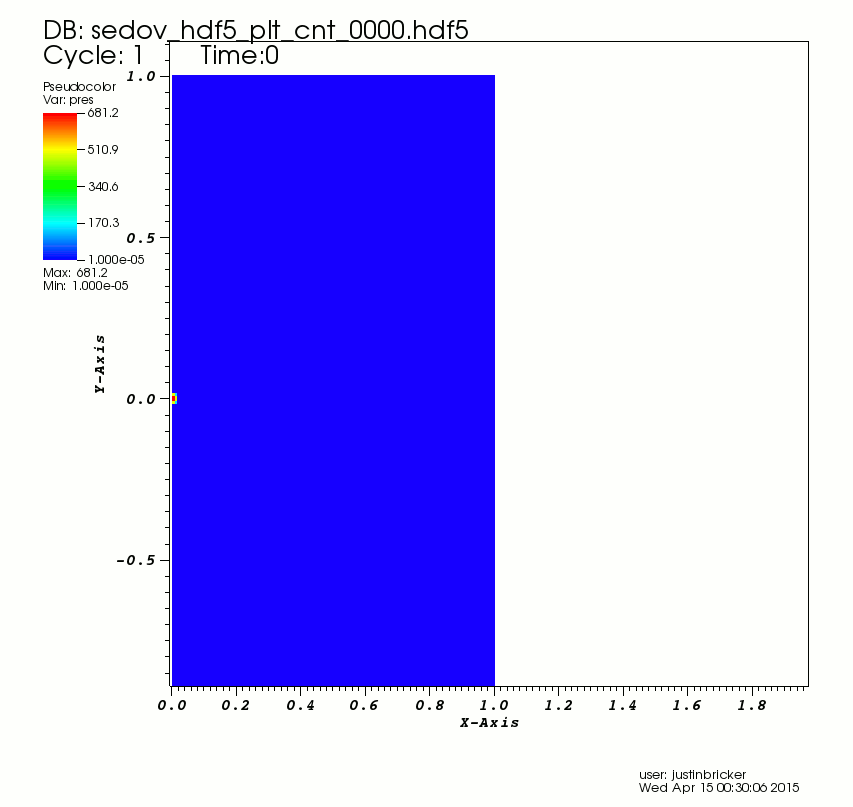 DB: sedov_hdf5_plt_cnt_0000.hdf5
Cycle: 1 Time:0
Pseudocolor
Var: pres
681.2
510.9
340.6
170.3
1.000e-05
Max: 681.2
Min: 1.000e-05
1.0
0.5
0.0
-0.5
Y-Axis
0.0 0.2 0.4 0.6 0.8 1.0 1.2 1.4 1.6 1.8
X-Axis
user: justinbricker
Wed Apr 15 00:30:06 2015